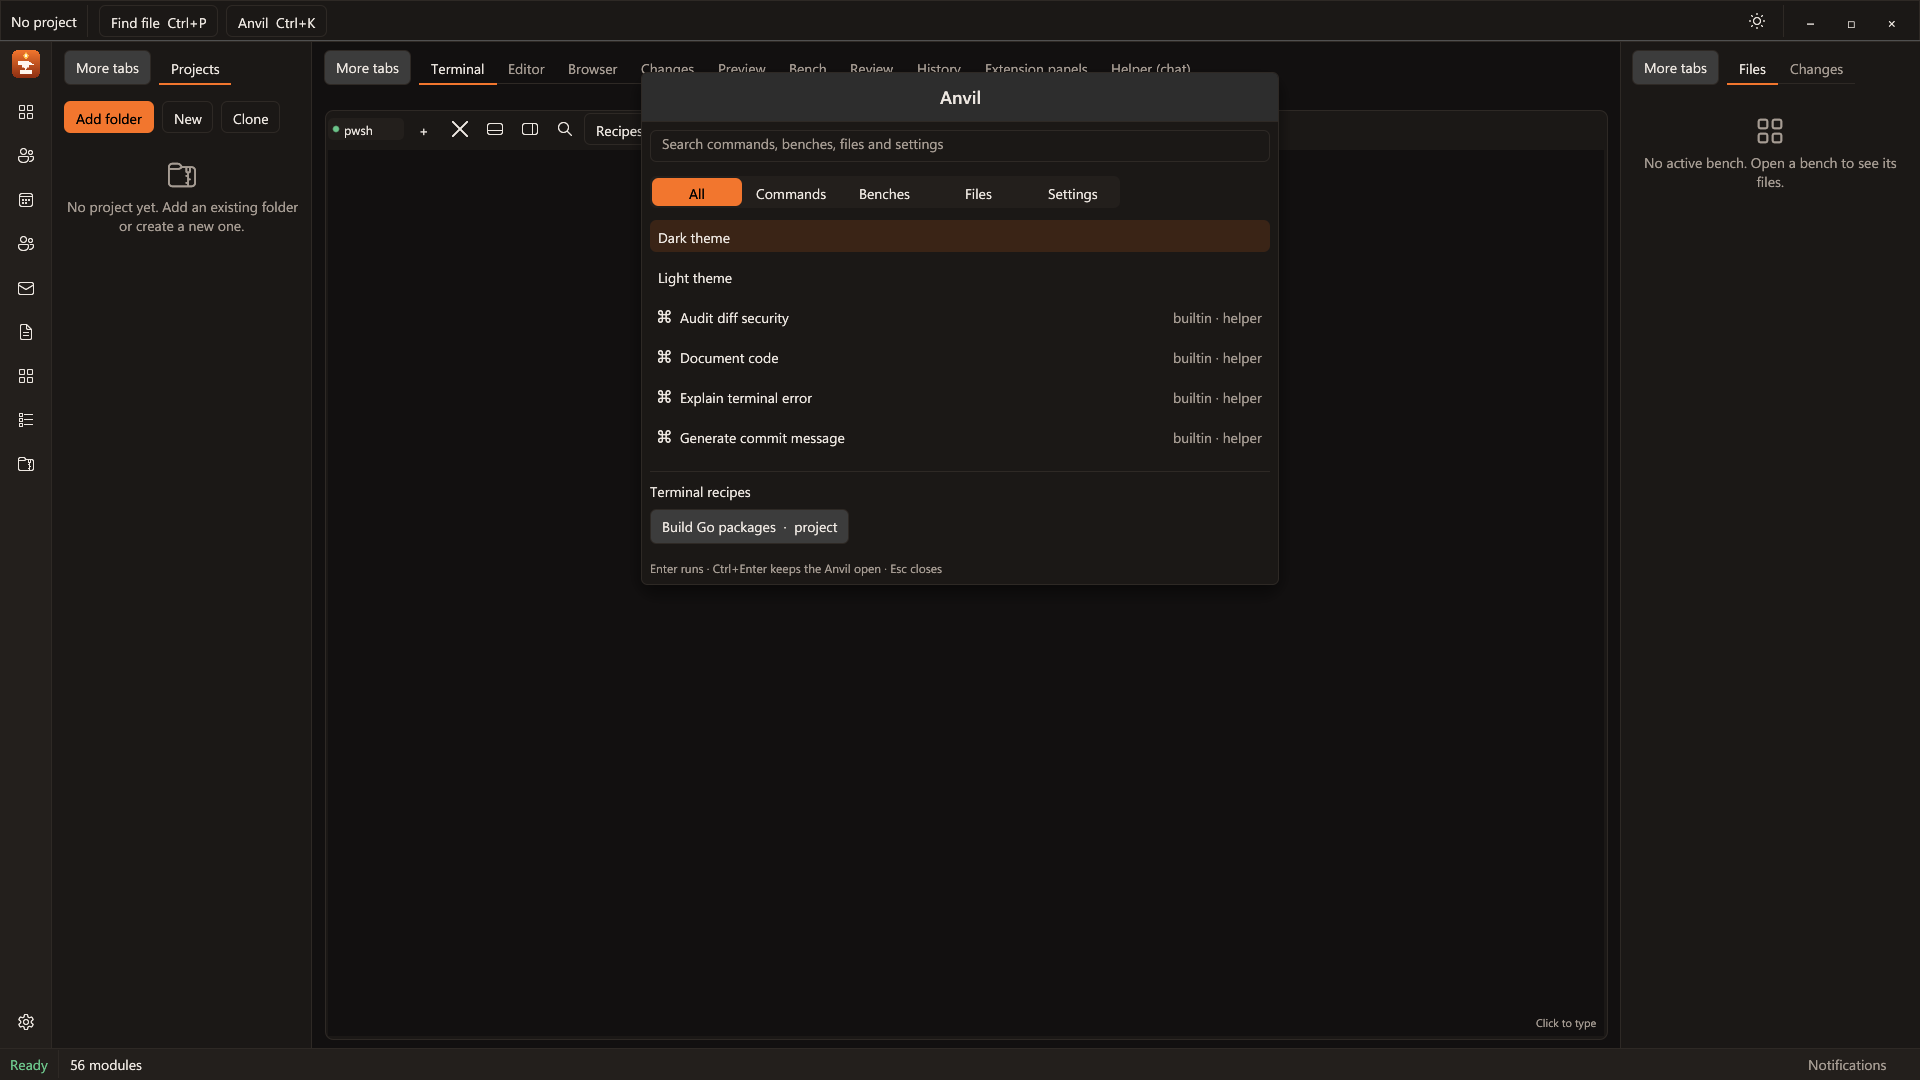 No project
Find file Ctrl+P
Anvil Ctrl+K
More tabs
Projects
Add folder
New
Clone
No project yet. Add an existing folder
or create a new one.
More tabs
Terminal
Editor
Browser
Changes
Preview
Bench
Review
History
Extension panels
Helper (chat)
pwsh
+
Recipes
Anvil
Search commands, benches, files and settings
All
Commands
Benches
Files
Settings
Dark theme
Light theme
⌘ Audit diff security builtin · helper
⌘ Document code builtin · helper
⌘ Explain terminal error builtin · helper
⌘ Generate commit message builtin · helper
Terminal recipes
Build Go packages · project
Enter runs · Ctrl+Enter keeps the Anvil open · Esc closes
Click to type
More tabs
Files
Changes
No active bench. Open a bench to see its
files.
Ready
56 modules
Notifications